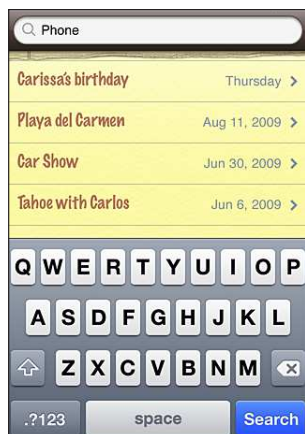 Phone
Carissa's birthday Thursday
Playa del Carmen Aug 11, 2009
Car Show Jun 30, 2009
Tahoe with Carlos Jun 6, 2009
Q W E R T Y U I O P
A S D F G H J K L
Z X C V B N M
.?123 space Search